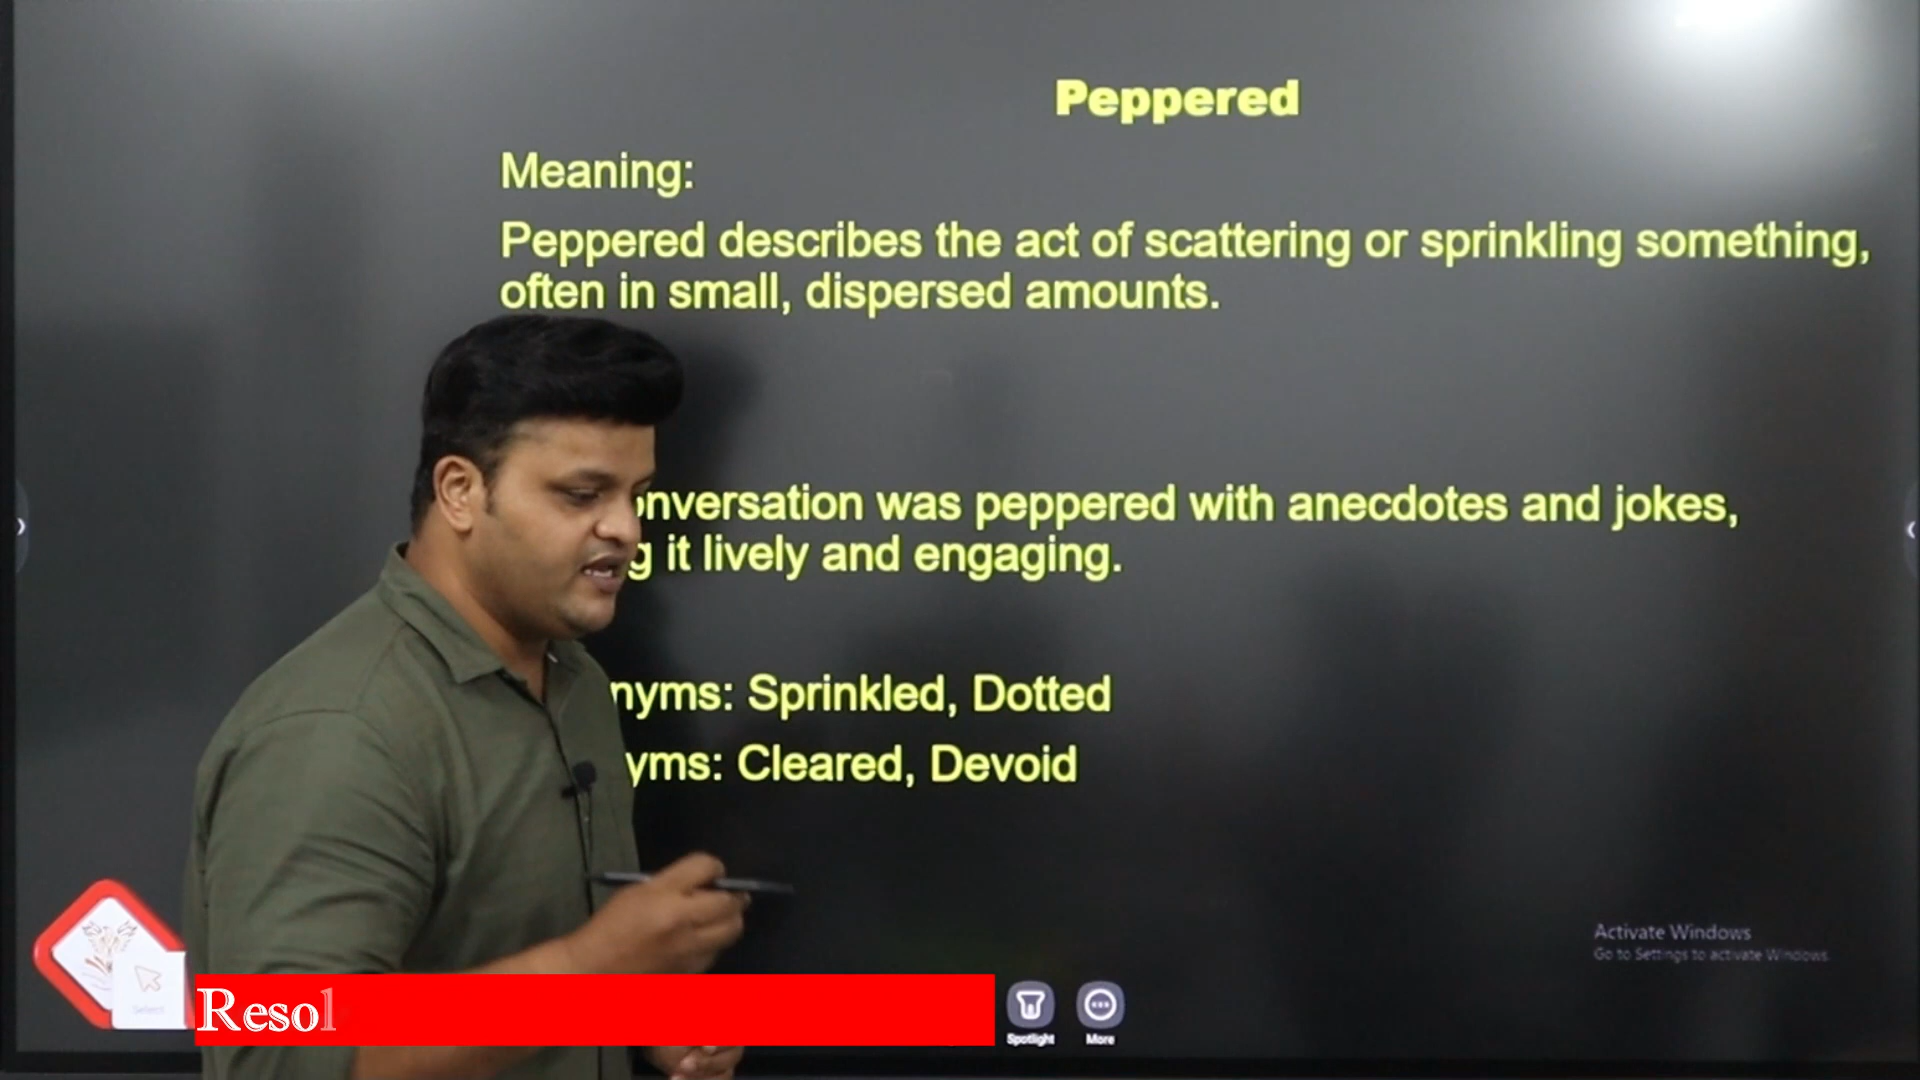 Peppered
Meaning:
Peppered describes the act of scattering or sprinkling something,
often in small, dispersed amounts.
onversation was peppered with anecdotes and jokes,
g it lively and engaging.
nyms: Sprinkled, Dotted
yms: Cleared, Devoid
Activate Windows
Go to Settings to activate Windows.
Select
Resol
Spotlight
More